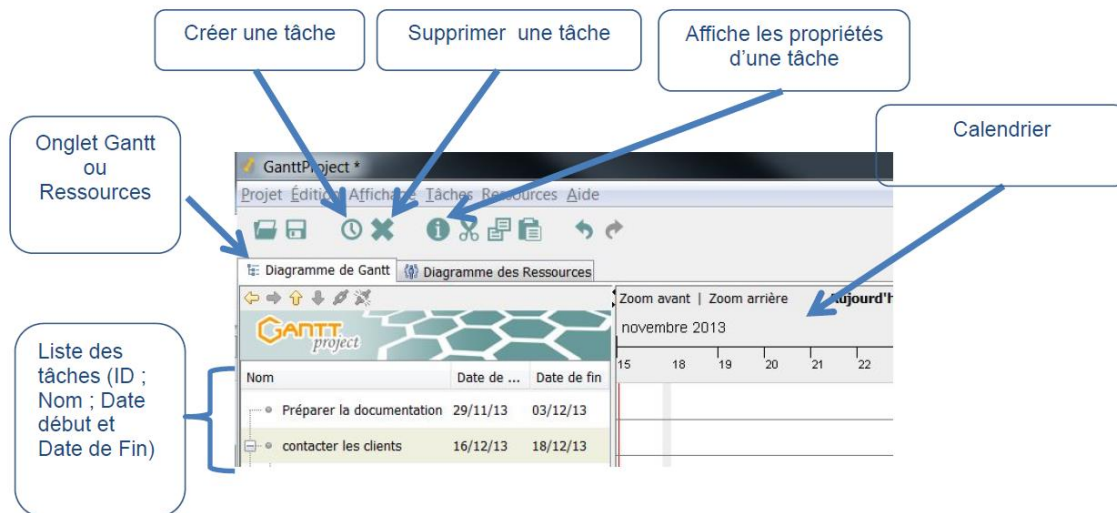 Créer une tâche
Supprimer une tâche
Affiche les propriétés
d'une tâche
Calendrier
Onglet Gantt
ou
Ressources
GanttProject *
Projet Édition Affichage Tâches Ressources Aide
Diagramme de Gantt
Diagramme des Ressources
Zoom avant | Zoom arrière
Aujourd'h
GANTT
project
novembre 2013
15 18 19 20 21 22
Liste des
tâches (ID ;
Nom ; Date
début et
Date de Fin)
Nom Date de ... Date de fin
Préparer la documentation 29/11/13 03/12/13
contacter les clients 16/12/13 18/12/13